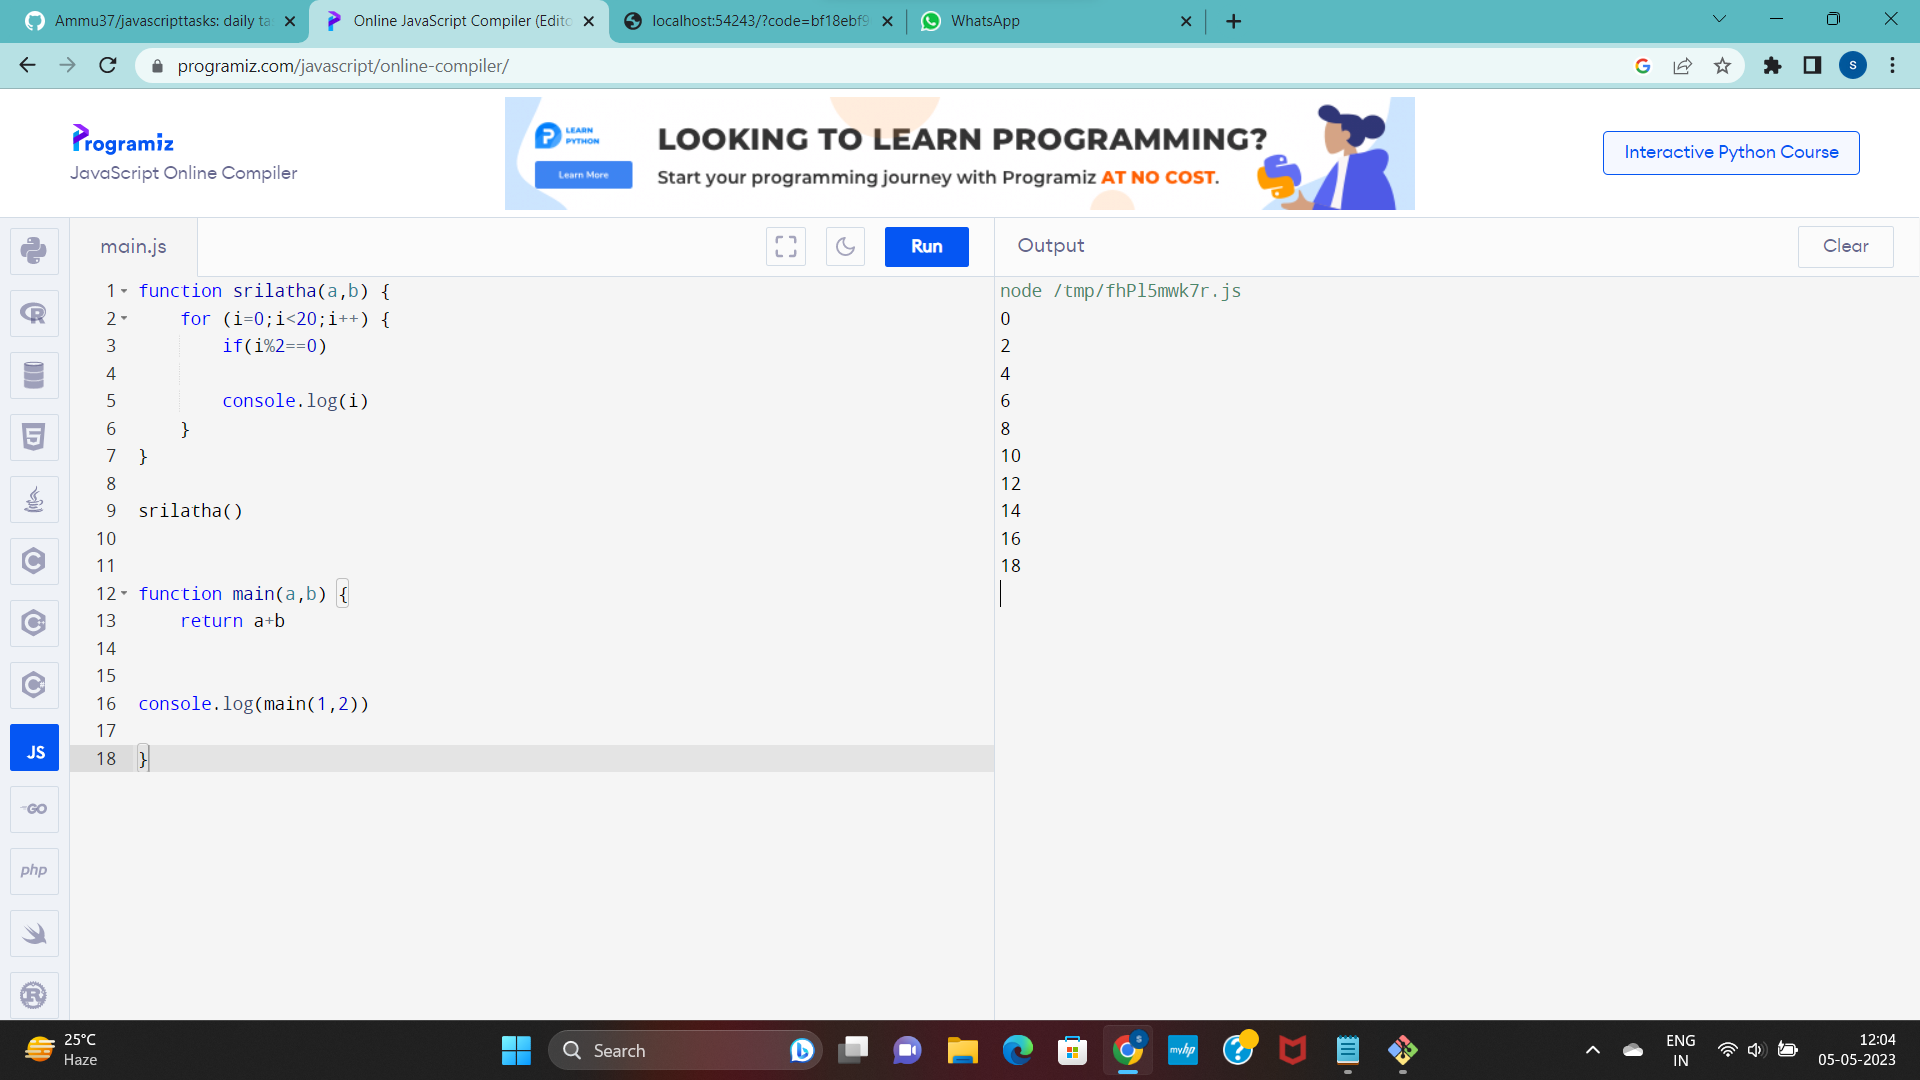 Ammu37/javascripttasks: daily ta
Online JavaScript Compiler (Edito
localhost:54243/?code=bf18ebf9
WhatsApp
programiz.com/javascript/online-compiler/
S
Programiz
JavaScript Online Compiler
LEARN
PYTHON
Learn More
LOOKING TO LEARN PROGRAMMING?
Start your programming journey with Programiz AT NO COST.
Interactive Python Course
main.js
Run
Output
Clear
1 function srilatha(a,b) {
2     for (i=0;i<20;i++) {
3         if(i%2==0)
4
5         console.log(i)
6     }
7 }
8
9 srilatha()
10
11
12 function main(a,b) {
13     return a+b
14
15
16 console.log(main(1,2))
17
18 }
node /tmp/fhPl5mwk7r.js
0
2
4
6
8
10
12
14
16
18
R
5
C
C
C
JS
GO
php
R
25°C
Haze
Search
S
myhp
?
ENG
IN
12:04
05-05-2023